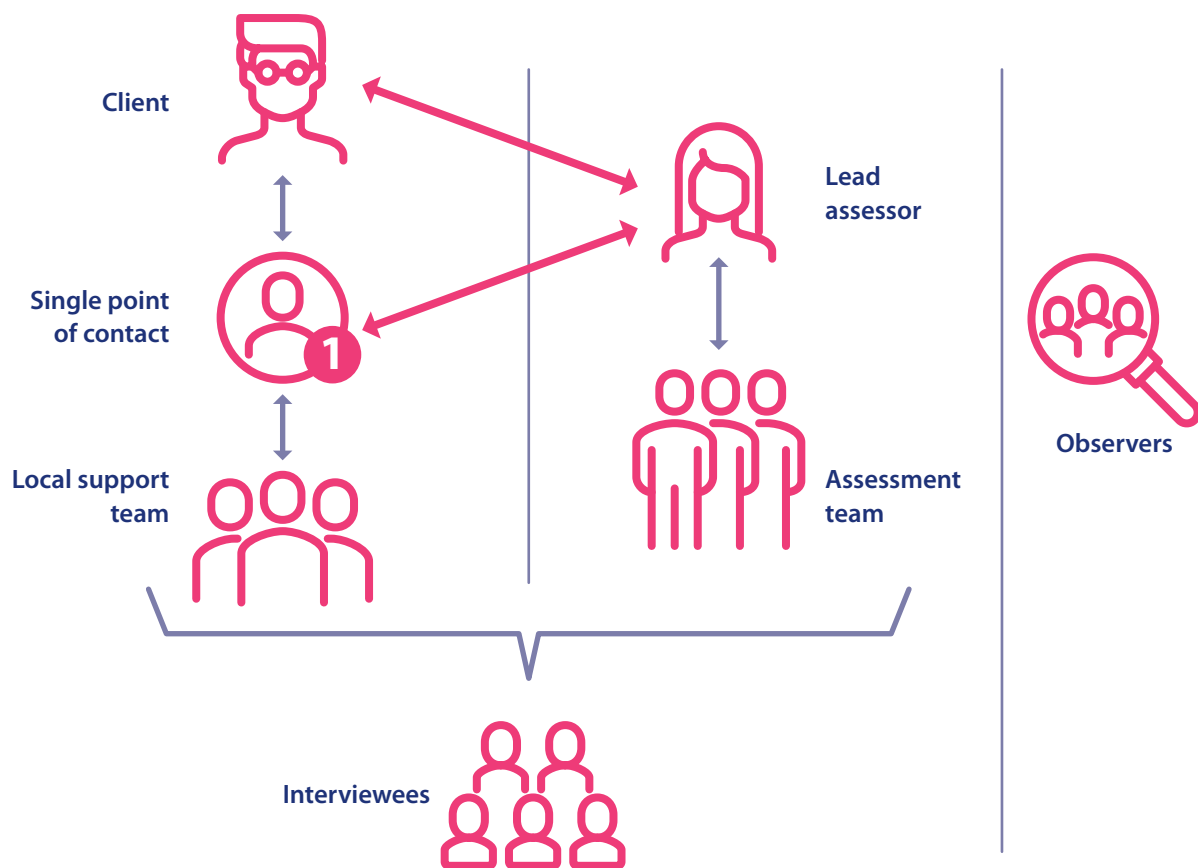 Client
Lead
assessor
Single point
of contact
1
Observers
Local support
team
Assessment
team
Interviewees